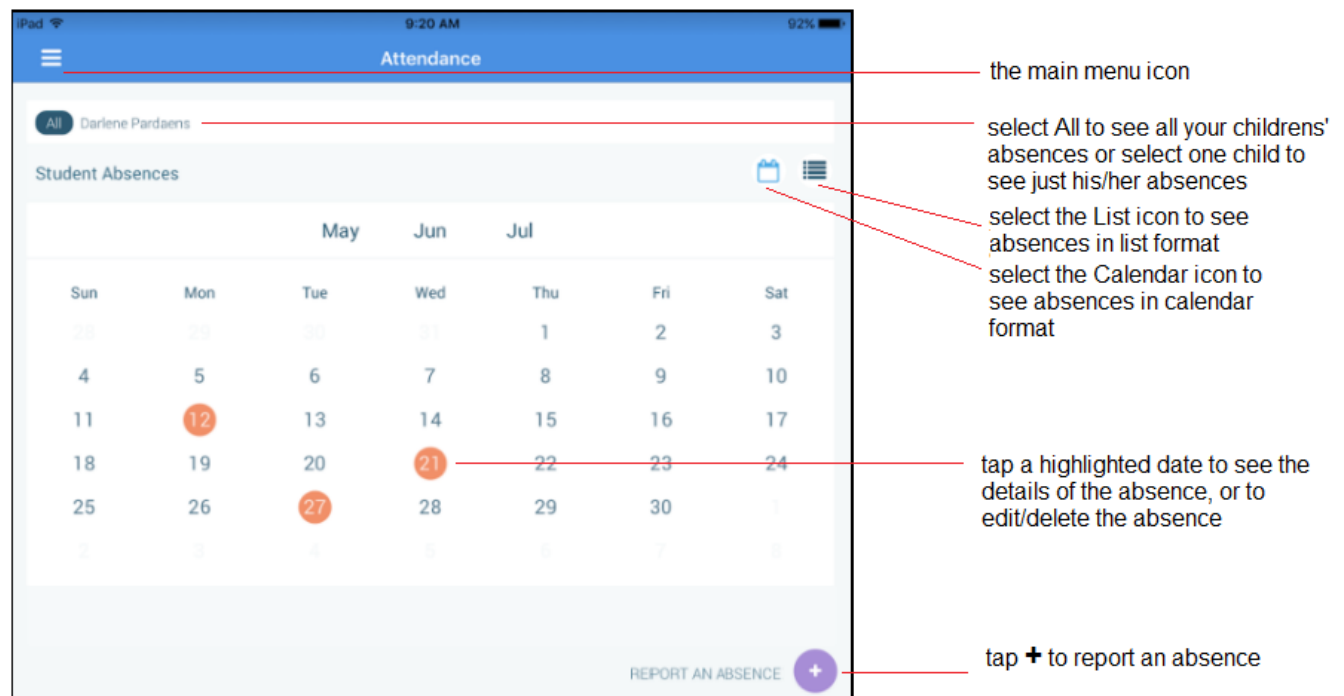 iPad 9:20 AM 92%
Attendance
the main menu icon
All Darlene Pardaens
select All to see all your childrens'
absences or select one child to
see just his/her absences
Student Absences
select the List icon to see
absences in list format
select the Calendar icon to
see absences in calendar
format
May Jun Jul
Sun Mon Tue Wed Thu Fri Sat
28 29 30 31 1 2 3
4 5 6 7 8 9 10
11 12 13 14 15 16 17
18 19 20 21 22 23 24
tap a highlighted date to see the
details of the absence, or to
edit/delete the absence
25 26 27 28 29 30 1
2 3 4 5 6 7 8
REPORT AN ABSENCE +
tap + to report an absence